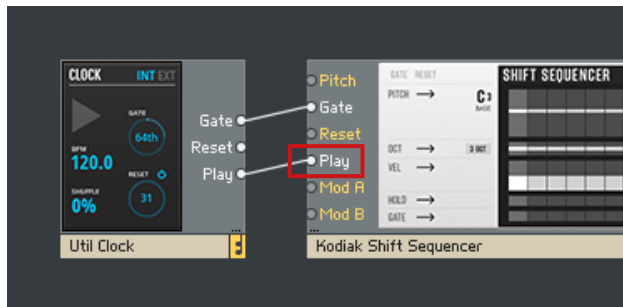 CLOCK INT EXT
GATE
64th
BPM
120.0
RESET
SHUFFLE
0%
31
Gate
Reset
Play
Util Clock
Pitch
Gate
Reset
Play
Mod A
Mod B
GATE RESET
PITCH
C3
BASE
OCT
3 OCT
VEL
HOLD
GATE
SHIFT SEQUENCER
Kodiak Shift Sequencer